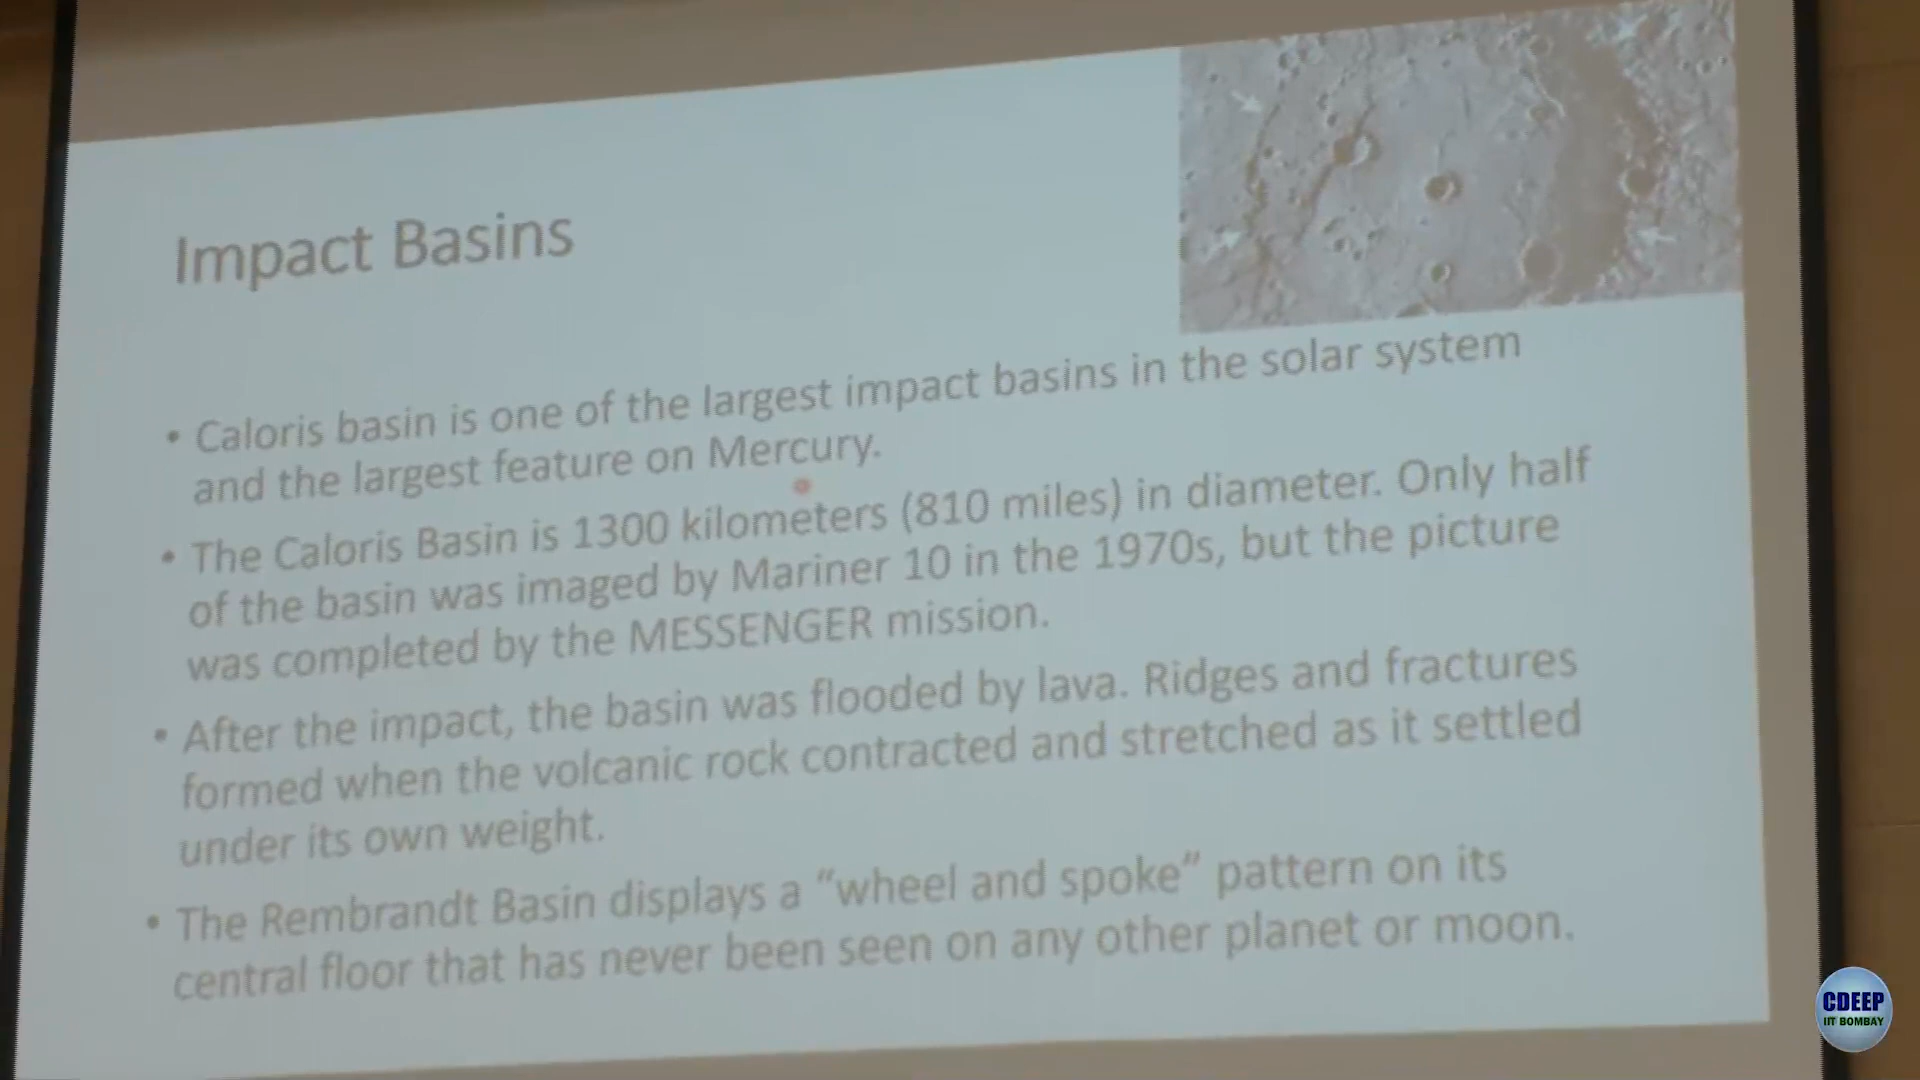 Impact Basins
• Caloris basin is one of the largest impact basins in the solar system
and the largest feature on Mercury.
• The Caloris Basin is 1300 kilometers (810 miles) in diameter. Only half
of the basin was imaged by Mariner 10 in the 1970s, but the picture
was completed by the MESSENGER mission.
• After the impact, the basin was flooded by lava. Ridges and fractures
formed when the volcanic rock contracted and stretched as it settled
under its own weight.
• The Rembrandt Basin displays a “wheel and spoke” pattern on its
central floor that has never been seen on any other planet or moon.
CDEEP
IIT BOMBAY